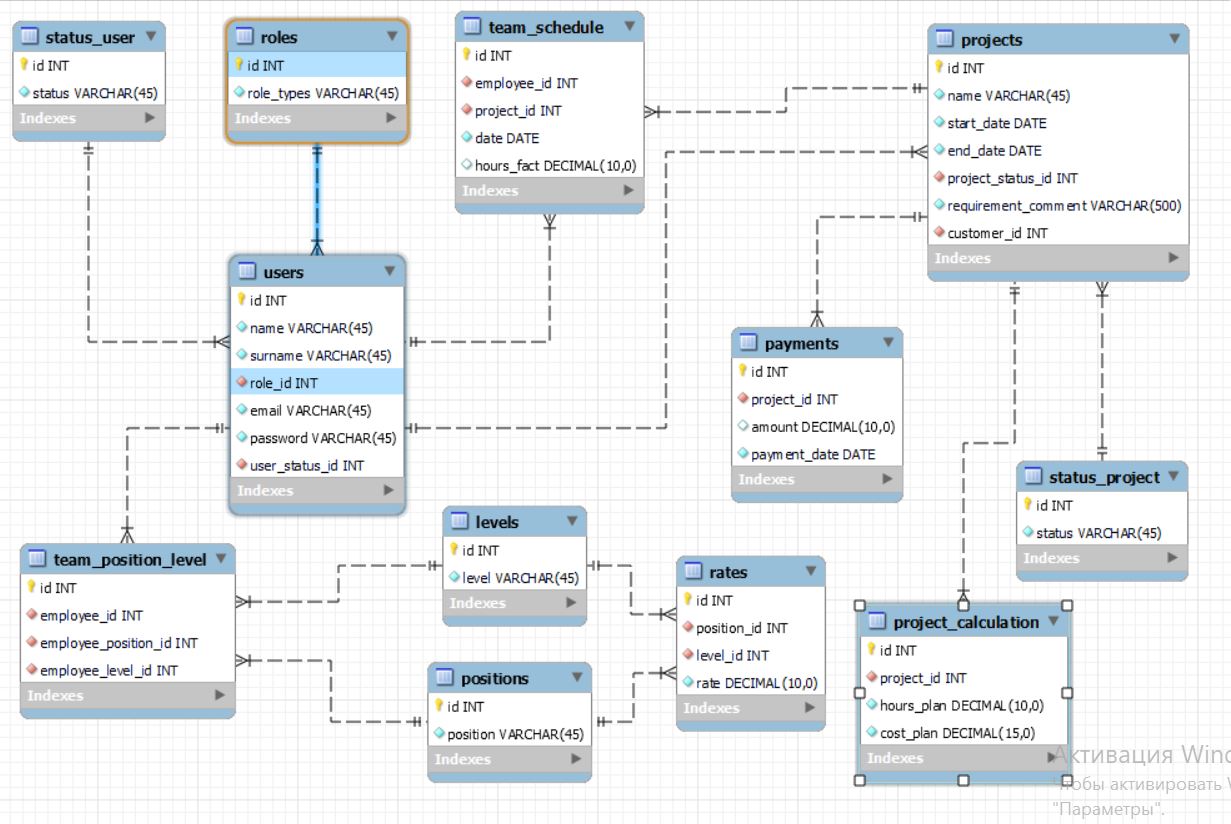 status_user
id INT
status VARCHAR(45)
Indexes
roles
id INT
role_types VARCHAR(45)
Indexes
team_schedule
id INT
employee_id INT
project_id INT
date DATE
hours_fact DECIMAL(10,0)
Indexes
projects
id INT
name VARCHAR(45)
start_date DATE
end_date DATE
project_status_id INT
requirement_comment VARCHAR(500)
customer_id INT
Indexes
users
id INT
name VARCHAR(45)
surname VARCHAR(45)
role_id INT
email VARCHAR(45)
password VARCHAR(45)
user_status_id INT
Indexes
payments
id INT
project_id INT
amount DECIMAL(10,0)
payment_date DATE
Indexes
status_project
id INT
status VARCHAR(45)
Indexes
team_position_level
id INT
employee_id INT
employee_position_id INT
employee_level_id INT
Indexes
levels
id INT
level VARCHAR(45)
Indexes
positions
id INT
position VARCHAR(45)
Indexes
rates
id INT
position_id INT
level_id INT
rate DECIMAL(10,0)
Indexes
project_calculation
id INT
project_id INT
hours_plan DECIMAL(10,0)
cost_plan DECIMAL(15,0)
Indexes
Активация Wind
Чтобы активировать
"Параметры".